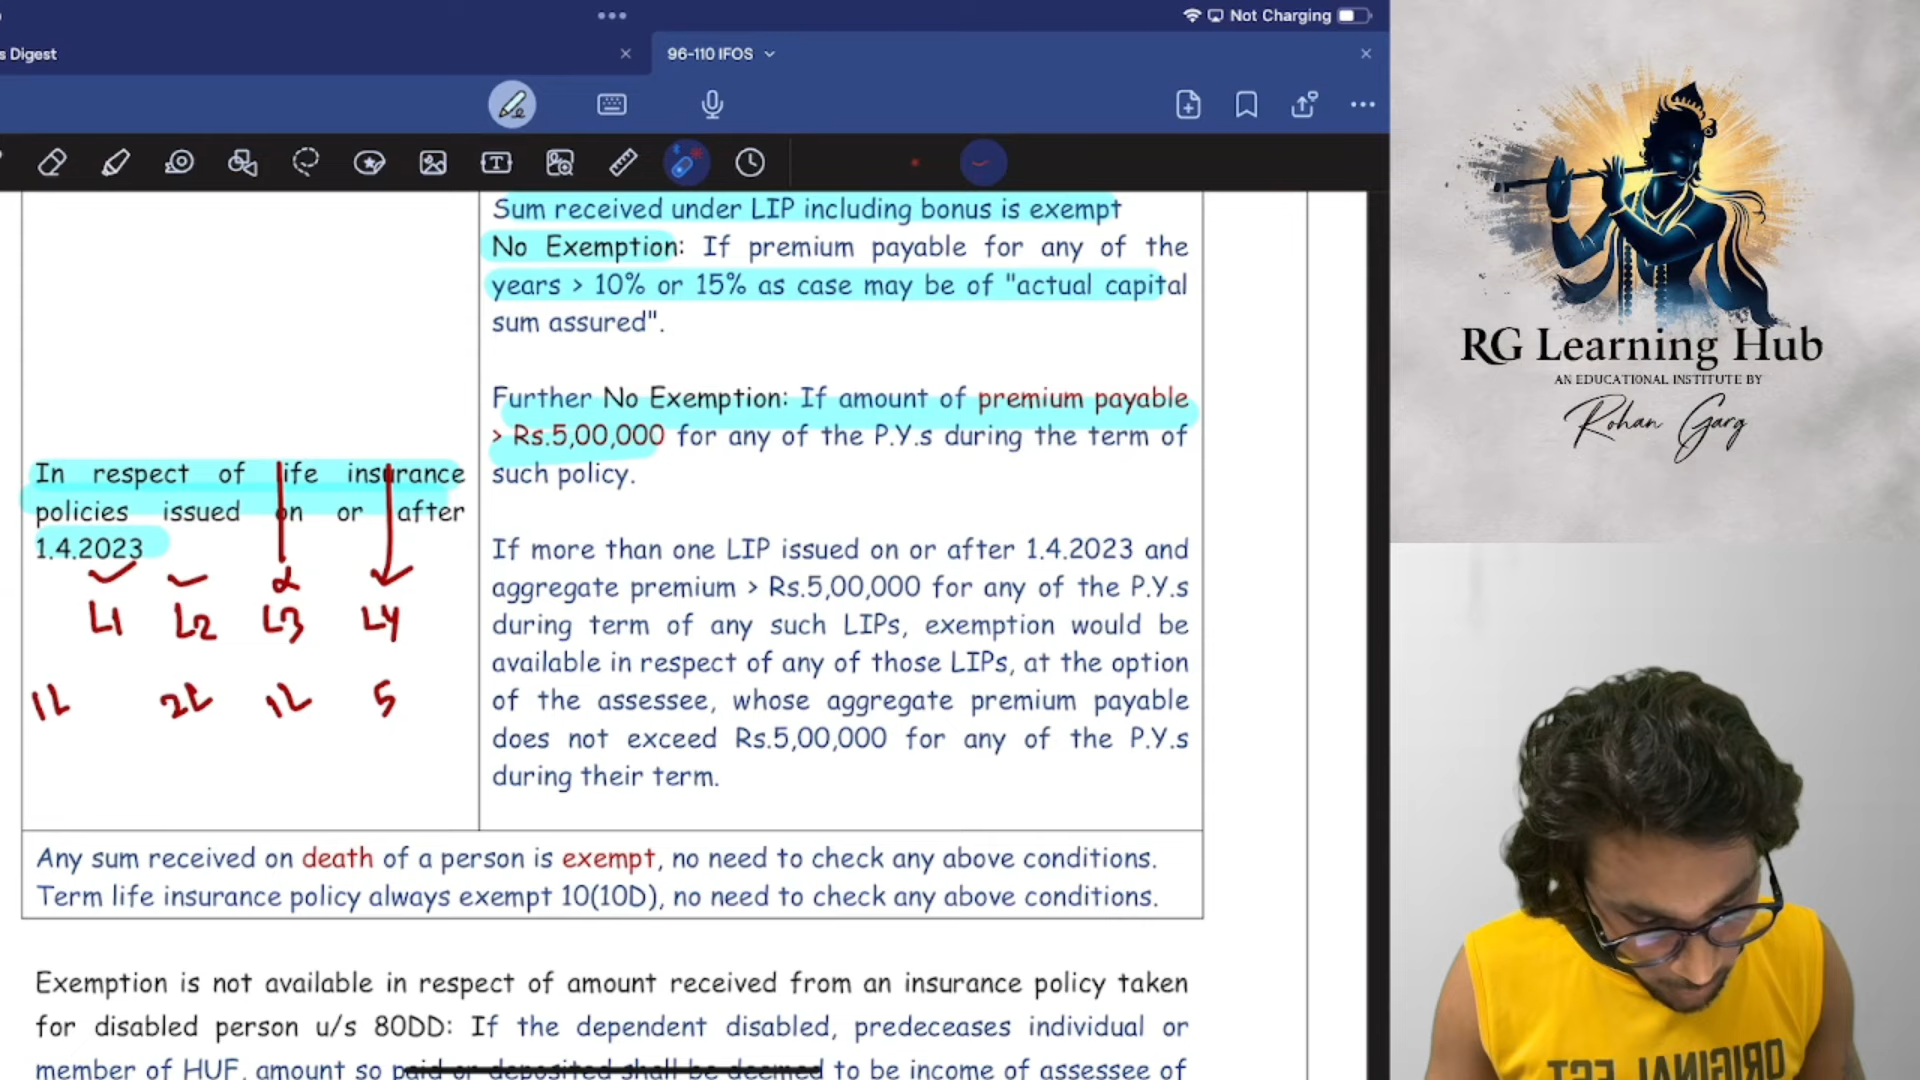 Not Charging
s Digest
96-110 IFOS
Sum received under LIP including bonus is exempt
No Exemption: If premium payable for any of the
years > 10% or 15% as case may be of "actual capital
sum assured".
Further No Exemption: If amount of premium payable
> Rs.5,00,000 for any of the P.Y.s during the term of
such policy.
In respect of life insurance
policies issued on or after
1.4.2023
L1 L2 L3 L4
1L 2L 1L 5
If more than one LIP issued on or after 1.4.2023 and
aggregate premium > Rs.5,00,000 for any of the P.Y.s
during term of any such LIPs, exemption would be
available in respect of any of those LIPs, at the option
of the assessee, whose aggregate premium payable
does not exceed Rs.5,00,000 for any of the P.Y.s
during their term.
Any sum received on death of a person is exempt, no need to check any above conditions.
Term life insurance policy always exempt 10(10D), no need to check any above conditions.
Exemption is not available in respect of amount received from an insurance policy taken
for disabled person u/s 80DD: If the dependent disabled, predeceases individual or
member of HUF, amount so paid or deposited shall be deemed to be income of assessee of
RG Learning Hub
AN EDUCATIONAL INSTITUTE BY
Rohan Garg
ORIGINAL EST